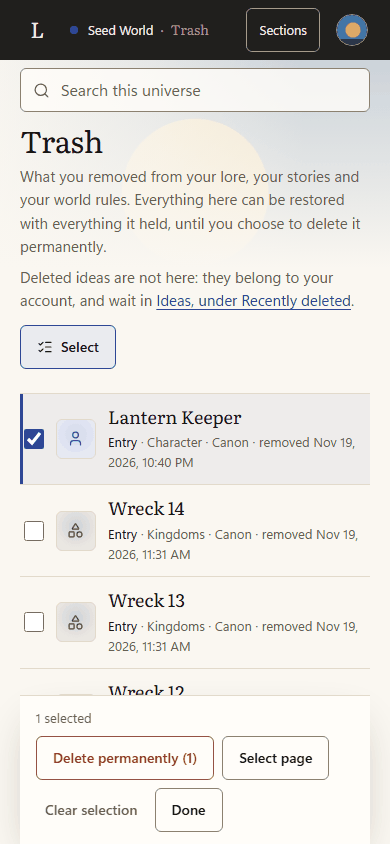 L
Seed World · Trash
Sections
Search this universe
Trash
What you removed from your lore, your stories and
your world rules. Everything here can be restored
with everything it held, until you choose to delete it
permanently.
Deleted ideas are not here: they belong to your
account, and wait in Ideas, under Recently deleted.
Select
Lantern Keeper
Entry · Character · Canon · removed Nov 19,
2026, 10:40 PM
Wreck 14
Entry · Kingdoms · Canon · removed Nov 19,
2026, 11:31 AM
Wreck 13
Entry · Kingdoms · Canon · removed Nov 19,
2026, 11:31 AM
Wreck 12
1 selected
Delete permanently (1)
Select page
Clear selection
Done